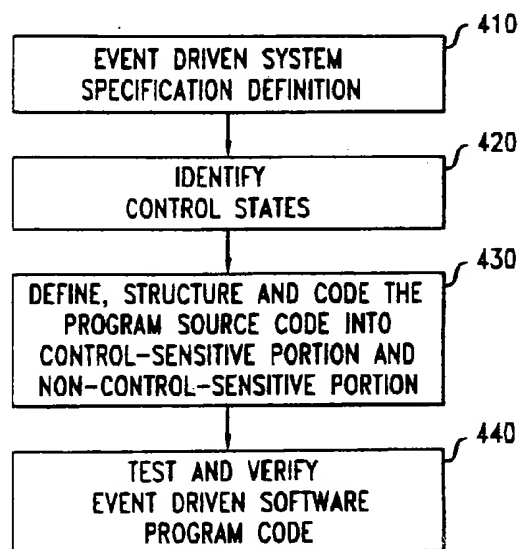 410
EVENT DRIVEN SYSTEM
SPECIFICATION DEFINITION
420
IDENTIFY
CONTROL STATES
430
DEFINE, STRUCTURE AND CODE THE
PROGRAM SOURCE CODE INTO
CONTROL-SENSITIVE PORTION AND
NON-CONTROL-SENSITIVE PORTION
440
TEST AND VERIFY
EVENT DRIVEN SOFTWARE
PROGRAM CODE